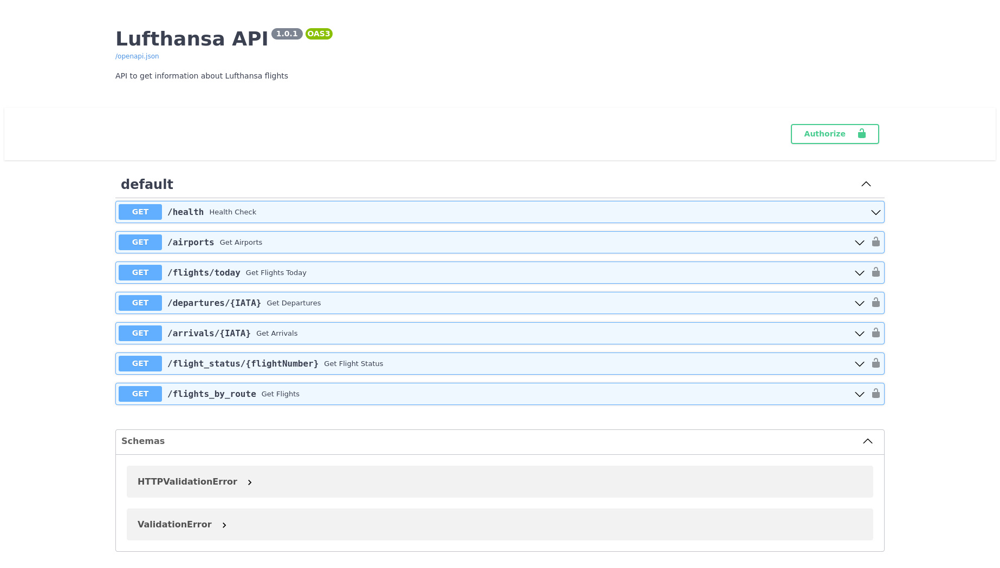 Lufthansa API 1.0.1 OAS3
/openapi.json
API to get information about Lufthansa flights
Authorize
default
GET /health Health Check
GET /airports Get Airports
GET /flights/today Get Flights Today
GET /departures/{IATA} Get Departures
GET /arrivals/{IATA} Get Arrivals
GET /flight_status/{flightNumber} Get Flight Status
GET /flights_by_route Get Flights
Schemas
HTTPValidationError
ValidationError